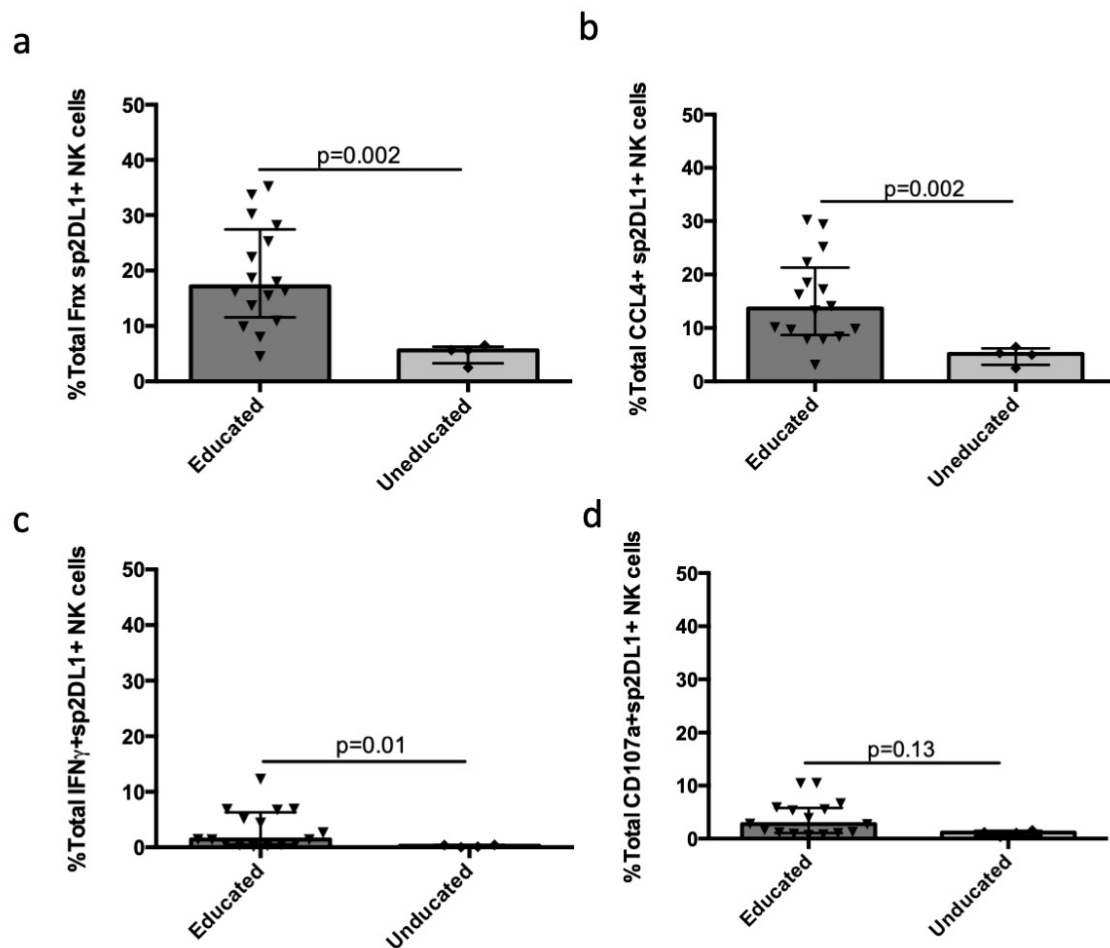 a
%Total Fnx sp2DL1+ NK cells
50
40
30
20
10
0
p=0.002
Educated
Uneducated
b
%Total CCL4+ sp2DL1+ NK cells
50
40
30
20
10
0
p=0.002
Educated
Uneducated
c
%Total IFNγ+sp2DL1+ NK cells
50
40
30
20
10
0
p=0.01
Educated
Unducated
d
%Total CD107a+sp2DL1+ NK cells
50
40
30
20
10
0
p=0.13
Educated
Unducated